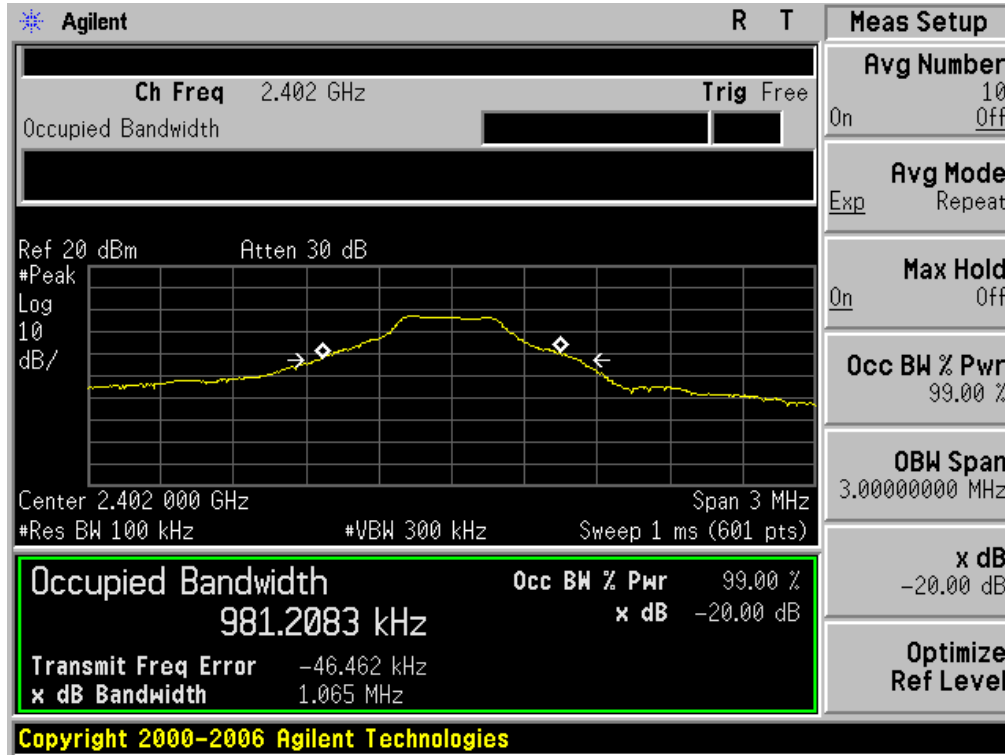 Agilent R T
Ch Freq 2.402 GHz Trig Free
Occupied Bandwidth
Ref 20 dBm Atten 30 dB
#Peak
Log
10
dB/
Center 2.402 000 GHz Span 3 MHz
#Res BW 100 kHz #VBW 300 kHz Sweep 1 ms (601 pts)
Occupied Bandwidth
981.2083 kHz
Occ BW % Pwr 99.00 %
x dB -20.00 dB
Transmit Freq Error -46.462 kHz
x dB Bandwidth 1.065 MHz
Copyright 2000-2006 Agilent Technologies
Meas Setup
Avg Number
10
On Off
Avg Mode
Exp Repeat
Max Hold
On Off
Occ BW % Pwr
99.00 %
OBW Span
3.00000000 MHz
x dB
-20.00 dB
Optimize
Ref Level